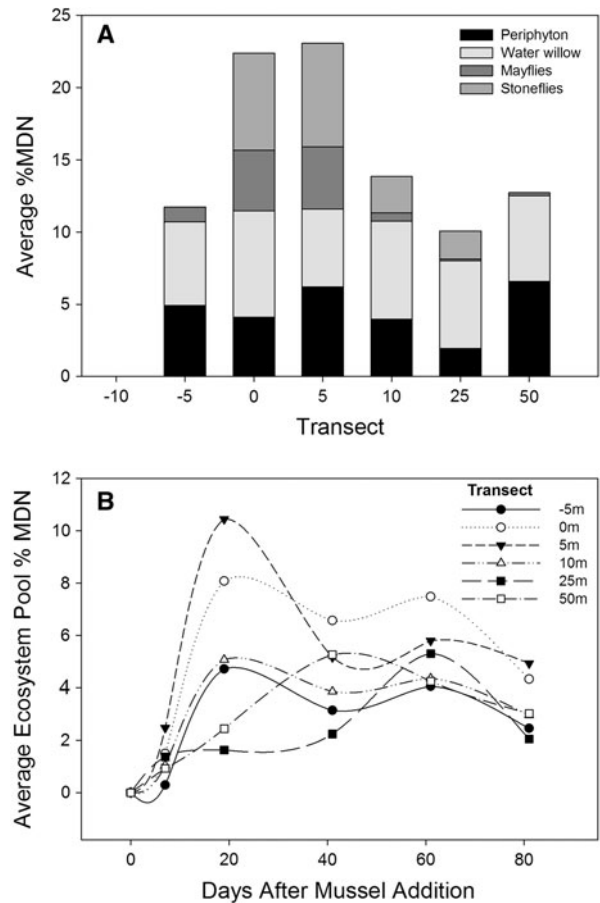 A
Periphyton
Water willow
Mayflies
Stoneflies
25
20
15
10
5
0
Average %MDN
-10 -5 0 5 10 25 50
Transect
B
Transect
-5m
0m
5m
10m
25m
50m
12
10
8
6
4
2
0
Average Ecosystem Pool % MDN
0 20 40 60 80
Days After Mussel Addition